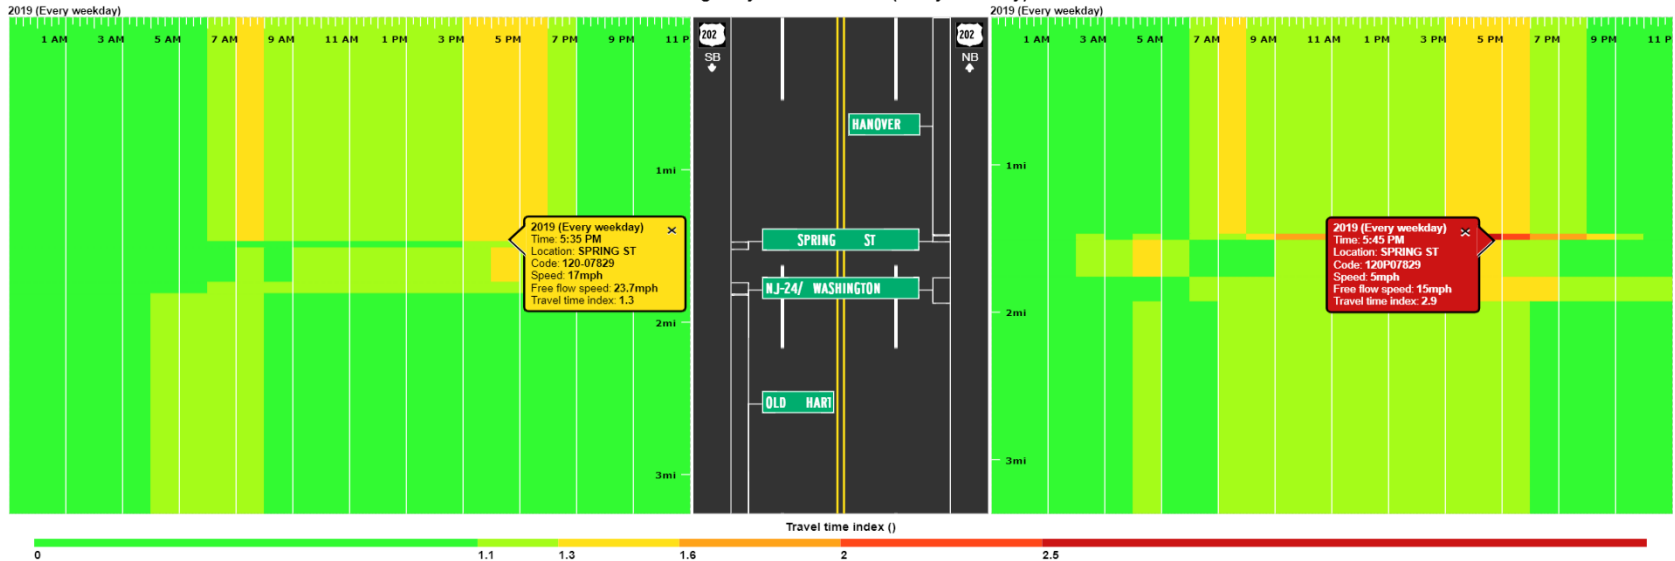 2019 (Every weekday)
1 AM 3 AM 5 AM 7 AM 9 AM 11 AM 1 PM 3 PM 5 PM 7 PM 9 PM 11 P
1mi
2mi
3mi
2019 (Every weekday)
Time: 5:35 PM
Location: SPRING ST
Code: 120-07829
Speed: 17mph
Free flow speed: 23.7mph
Travel time index: 1.3
202
SB
202
NB
HANOVER
SPRING ST
NJ-24/ WASHINGTON
OLD HART
2019 (Every weekday)
1 AM 3 AM 5 AM 7 AM 9 AM 11 AM 1 PM 3 PM 5 PM 7 PM 9 PM 11 P
1mi
2mi
3mi
2019 (Every weekday)
Time: 5:45 PM
Location: SPRING ST
Code: 120P07829
Speed: 5mph
Free flow speed: 15mph
Travel time index: 2.9
Travel time index ()
0 1.1 1.3 1.6 2 2.5